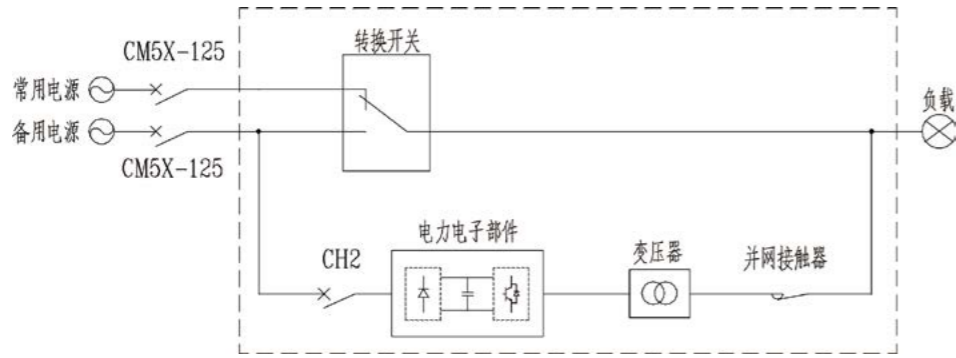 CM5X-125
转换开关
常用电源
备用电源
负载
CM5X-125
电力电子部件
CH2
变压器
并网接触器